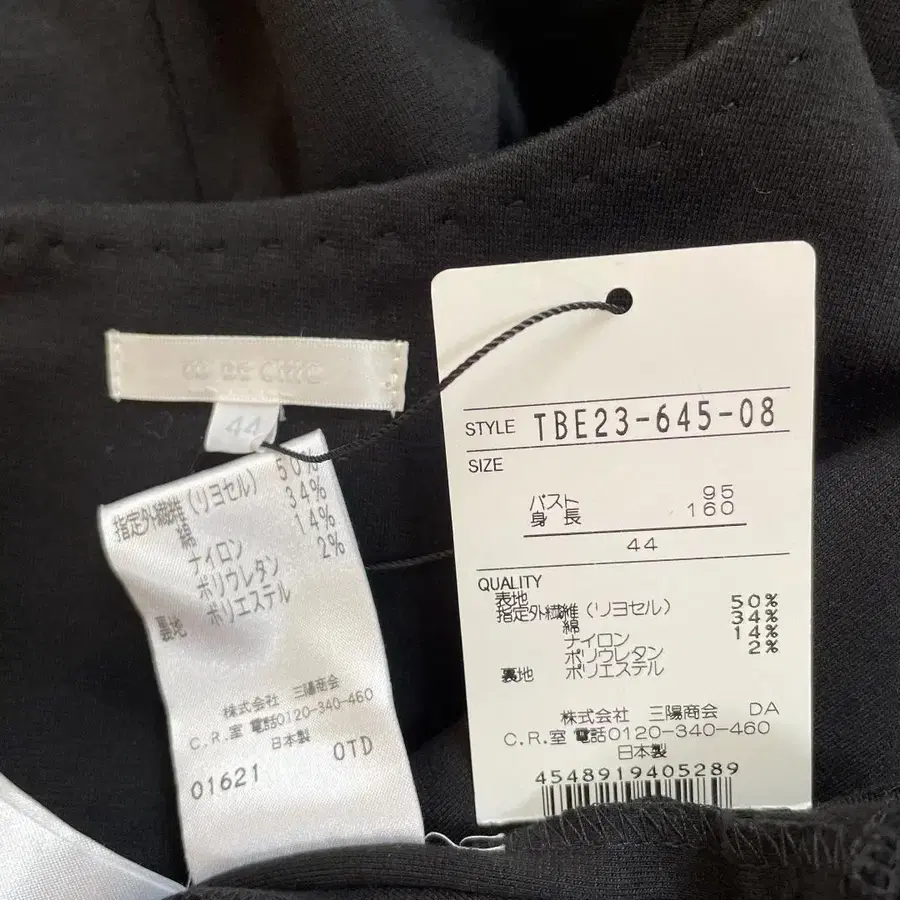 TO BE CHIC
44
50%
指定外繊維(リヨセル) 34%
綿 14%
ナイロン 2%
ポリウレタン
裏地 ポリエステル
株式会社 三陽商会
C.R.室 電話0120-340-460
日本製
01621 OTD
STYLE TBE23-645-08
SIZE
バスト 95
身長 160
44
QUALITY
表地
指定外繊維(リヨセル) 50%
綿 34%
ナイロン 14%
ポリウレタン 2%
裏地 ポリエステル
株式会社 三陽商会 DA
C.R.室 電話0120-340-460
日本製
4548919405289